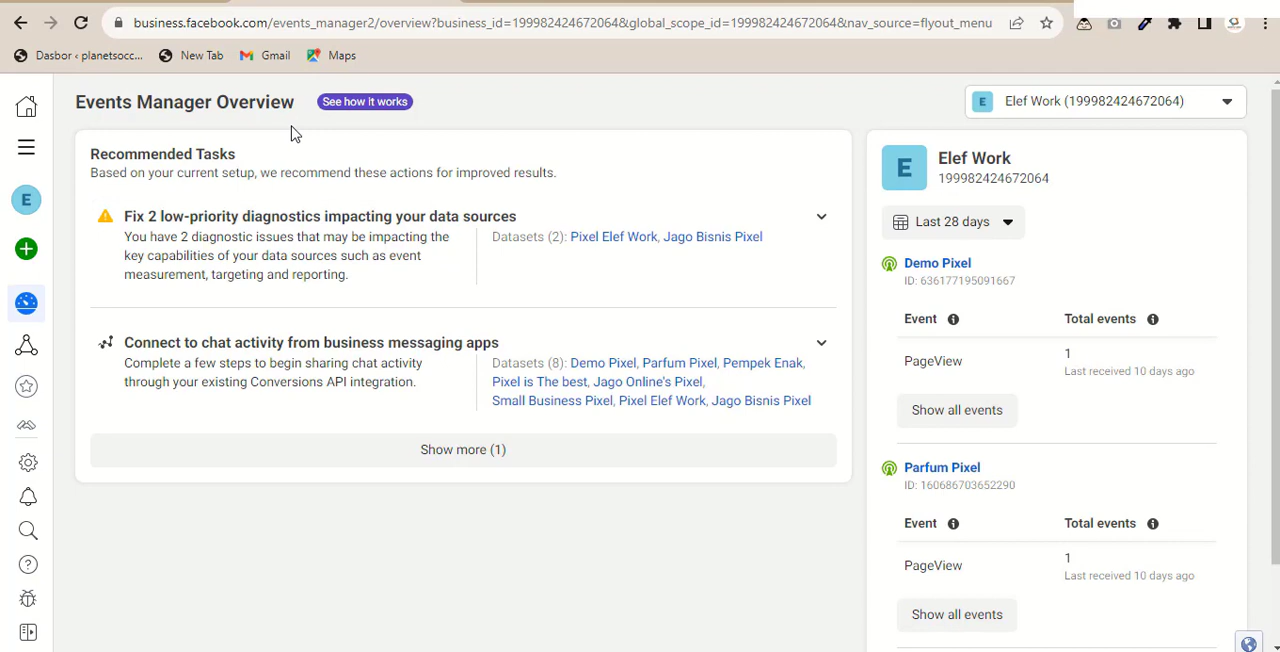 business.facebook.com/events_manager2/overview?business_id=199982424672064&global_scope_id=199982424672064&nav_source=flyout_menu
Dasbor ‹ planetsocc...
New Tab
Gmail
Maps
Events Manager Overview
See how it works
E
Elef Work (199982424672064)
Recommended Tasks
Based on your current setup, we recommend these actions for improved results.
Fix 2 low-priority diagnostics impacting your data sources
You have 2 diagnostic issues that may be impacting the
key capabilities of your data sources such as event
measurement, targeting and reporting.
Datasets (2): Pixel Elef Work, Jago Bisnis Pixel
Connect to chat activity from business messaging apps
Complete a few steps to begin sharing chat activity
through your existing Conversions API integration.
Datasets (8): Demo Pixel, Parfum Pixel, Pempek Enak,
Pixel is The best, Jago Online's Pixel,
Small Business Pixel, Pixel Elef Work, Jago Bisnis Pixel
Show more (1)
E
E
Elef Work
199982424672064
Last 28 days
Demo Pixel
ID: 636177195091667
Event
Total events
PageView
1
Last received 10 days ago
Show all events
Parfum Pixel
ID: 160686703652290
Event
Total events
PageView
1
Last received 10 days ago
Show all events